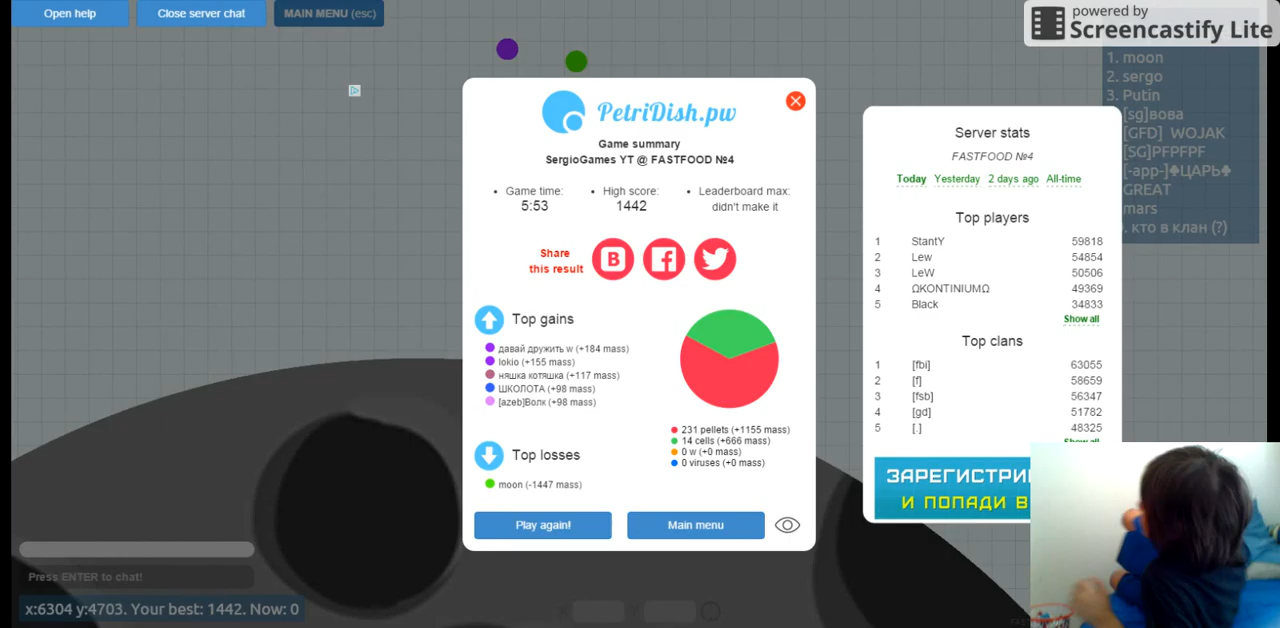 Open help
Close server chat
MAIN MENU (esc)
powered by
Screencastify Lite
1. moon
2. sergo
3. Putin
[sg]вова
[GFD] WOJAK
[SG]PFPFPF
[-app-]♣ЦАРЬ♣
GREAT
mars
. кто в клан (?)
PetriDish.pw
Game summary
SergioGames YT @ FASTFOOD №4
• Game time:
5:53
• High score:
1442
• Leaderboard max:
didn't make it
Share
this result
Top gains
давай дружить w (+184 mass)
lokio (+155 mass)
няшка котяшка (+117 mass)
ШКОЛОТА (+98 mass)
[azeb]Волк (+98 mass)
231 pellets (+1155 mass)
14 cells (+666 mass)
0 w (+0 mass)
0 viruses (+0 mass)
Top losses
moon (-1447 mass)
Play again!
Main menu
Server stats
FASTFOOD №4
Today Yesterday 2 days ago All-time
Top players
1 StantY 59818
2 Lew 54854
3 LeW 50506
4 ΩKONTINIUMΩ 49369
5 Black 34833
Show all
Top clans
1 [fbi] 63055
2 [f] 58659
3 [fsb] 56347
4 [gd] 51782
5 [.] 48325
Show all
ЗАРЕГИСТРИ
И ПОПАДИ В
Press ENTER to chat!
x:6304 y:4703. Your best: 1442. Now: 0